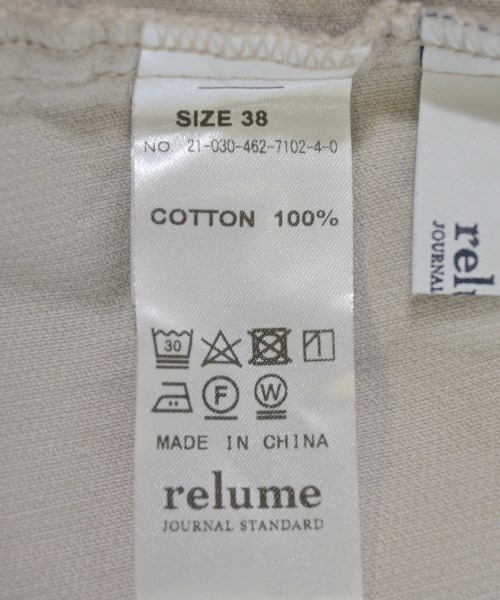 SIZE 38
NO 21-030-462-7102-4-0
COTTON 100%
30
F W
MADE IN CHINA
relume
JOURNAL STANDARD
rel
JOURNAL